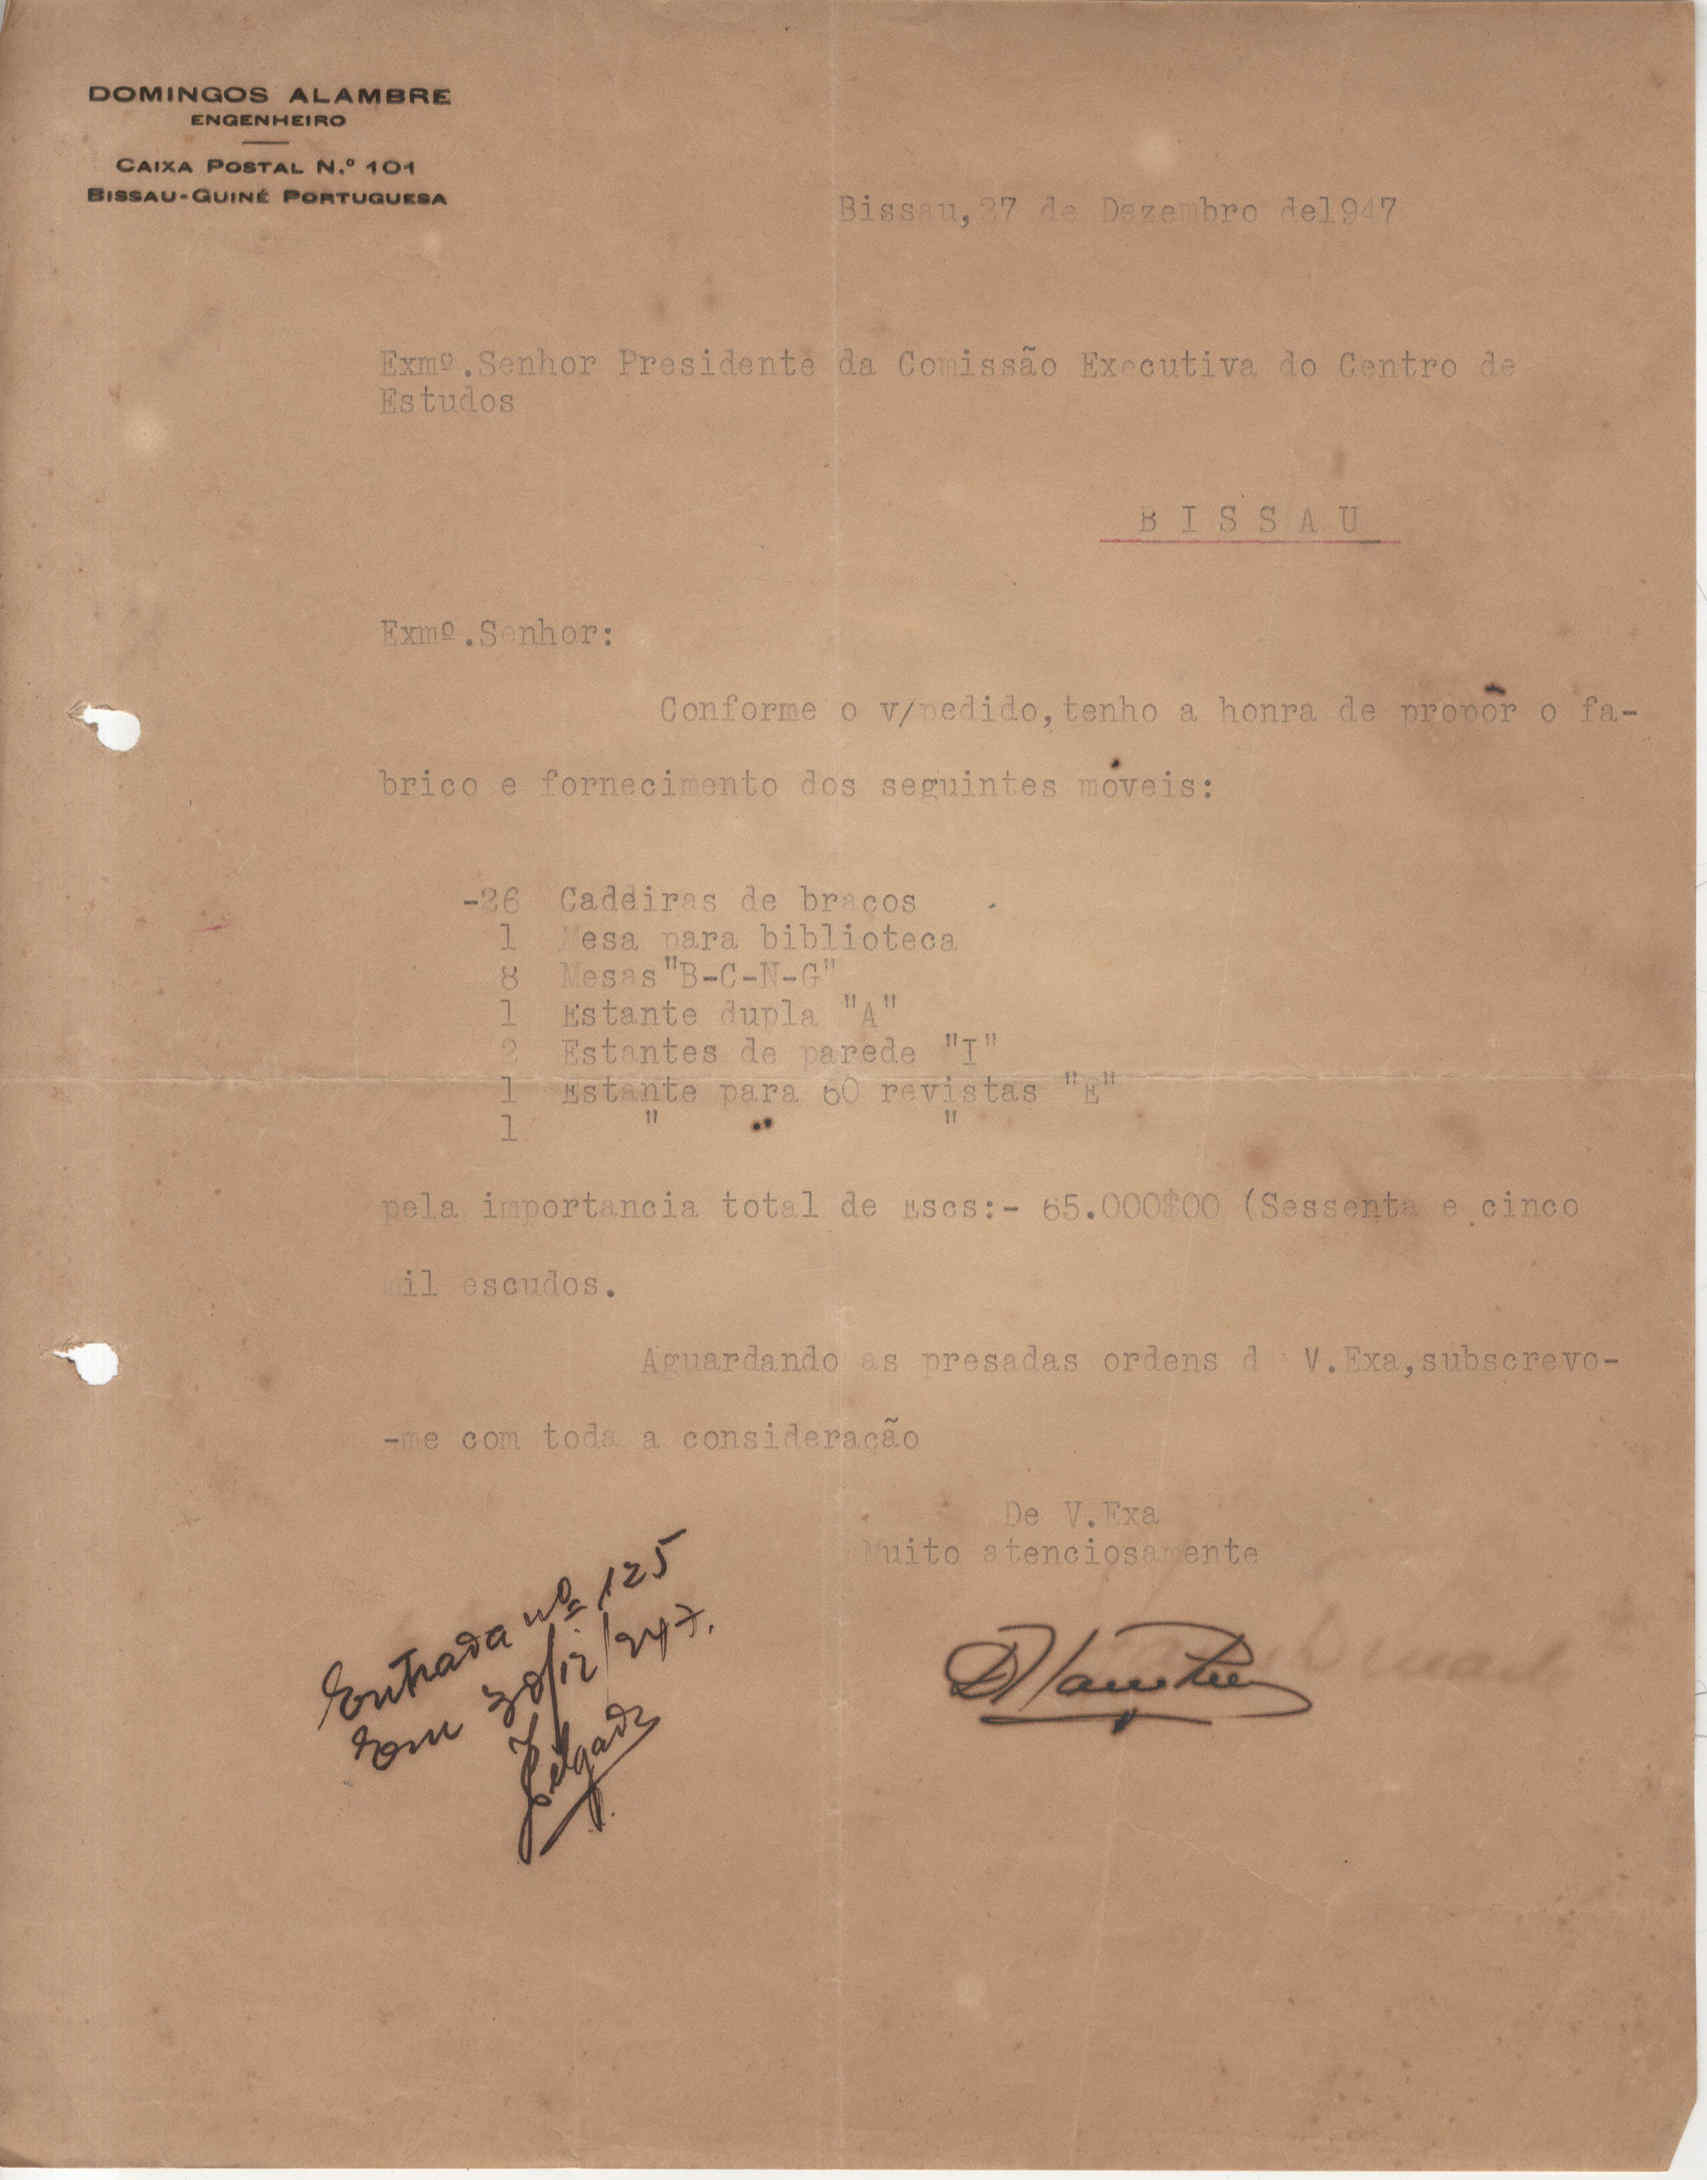 DOMINGOS ALAMBRE
ENGENHEIRO
CAIXA POSTAL N.º 101
BISSAU-GUINÉ PORTUGUESA
Bissau,27 de Dezembro de1947
Exmº.Senhor Presidente da Comissão Executiva do Centro de
Estudos
B I S S A U
Exmº.Senhor:
Conforme o v/pedido,tenho a honra de propôr o fa-
brico e fornecimento dos seguintes móveis:
-26 Cadeiras de braços
1 Mesa para biblioteca
8 Mesas"B-C-N-G"
1 Estante dupla "A"
2 Estantes de parede "I"
1 Estante para 60 revistas "E"
1 " " "
pela importancia total de Escs:- 65.000$00 (Sessenta e cinco
mil escudos.
Aguardando as presadas ordens de V.Exa,subscrevo-
-me com toda a consideração
De V.Exa
Muito atenciosamente
Entrada nº 125
Em 30/12/947.